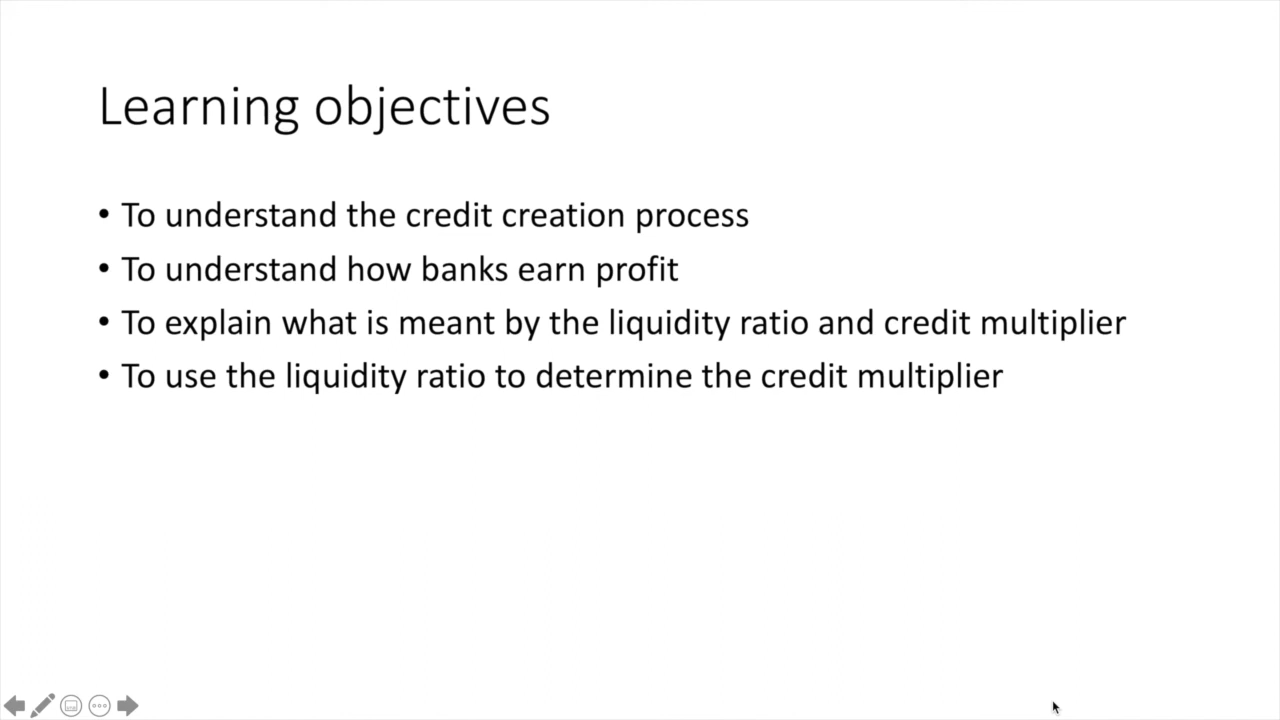 Learning objectives
• To understand the credit creation process
• To understand how banks earn profit
• To explain what is meant by the liquidity ratio and credit multiplier
• To use the liquidity ratio to determine the credit multiplier